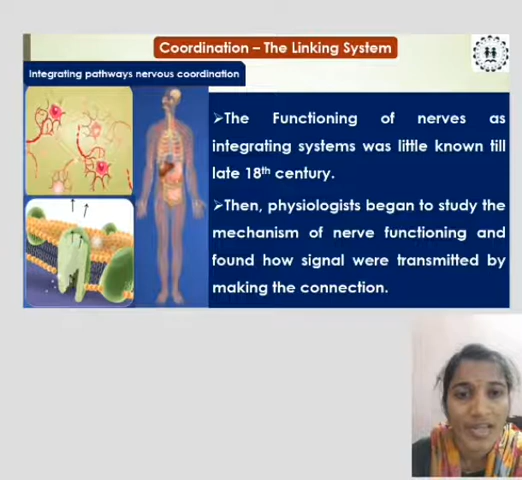 Coordination – The Linking System
Integrating pathways nervous coordination
➢The Functioning of nerves as
integrating systems was little known till
late 18th century.
➢Then, physiologists began to study the
mechanism of nerve functioning and
found how signal were transmitted by
making the connection.